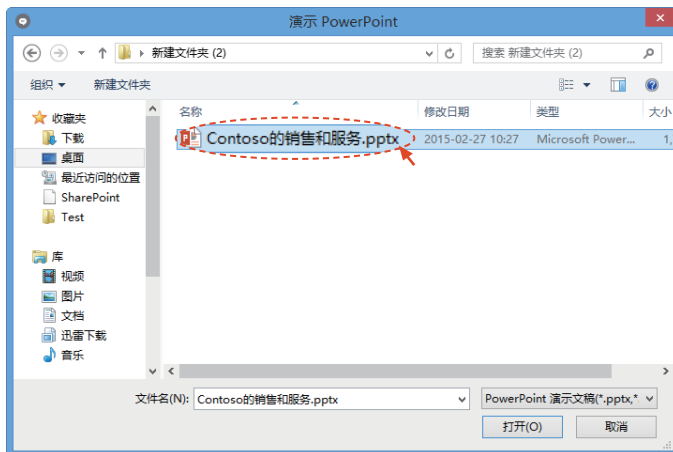 演示 PowerPoint
新建文件夹 (2)
搜索 新建文件夹 (2)
组织
新建文件夹
名称
修改日期
类型
大小
Contoso的销售和服务.pptx
2015-02-27 10:27
Microsoft Power...
1,
收藏夹
下载
桌面
最近访问的位置
SharePoint
Test
库
视频
图片
文档
迅雷下载
音乐
文件名(N):
Contoso的销售和服务.pptx
PowerPoint 演示文稿(*.pptx,*
打开(O)
取消